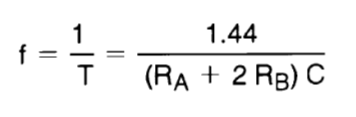 f = 1/T = 1.44/((R_A + 2 R_B) C)